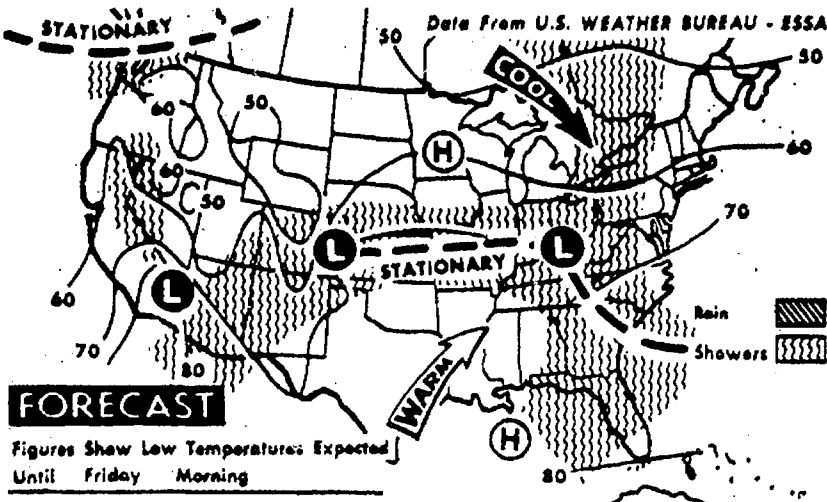 STATIONARY
Data From U.S. WEATHER BUREAU - ESSA
50
50
COOL
60
50
H
60
60
50
70
L
STATIONARY
L
L
60
70
80
Rain
Showers
WARM
FORECAST
H
Figures Show Low Temperatures Expected
Until Friday Morning
80